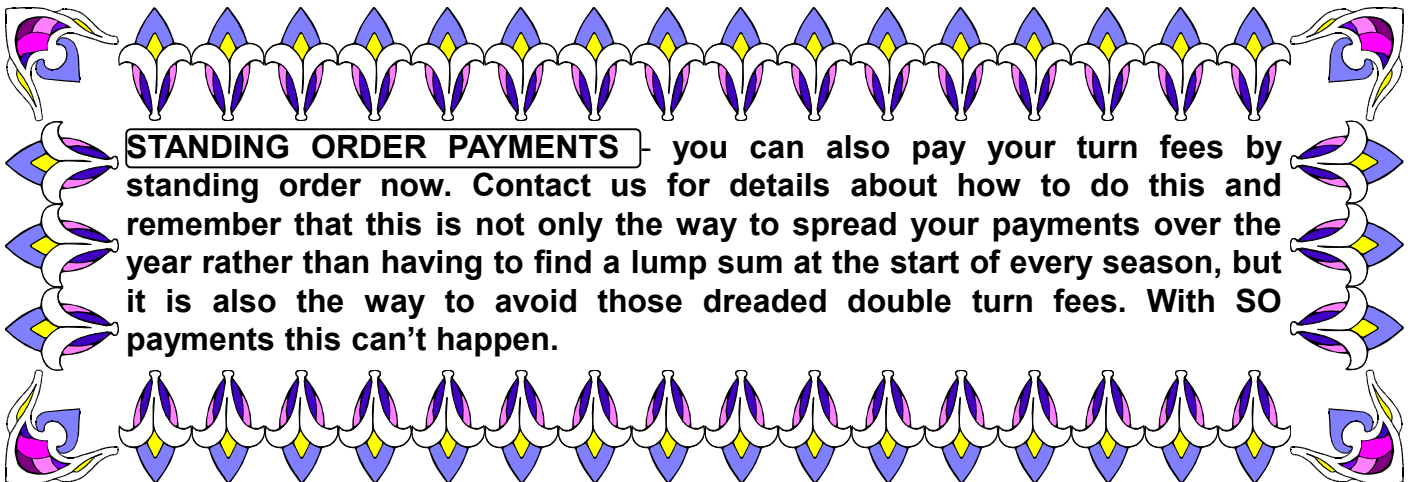 STANDING ORDER PAYMENTS - you can also pay your turn fees by
standing order now. Contact us for details about how to do this and
remember that this is not only the way to spread your payments over the
year rather than having to find a lump sum at the start of every season, but
it is also the way to avoid those dreaded double turn fees. With SO
payments this can’t happen.